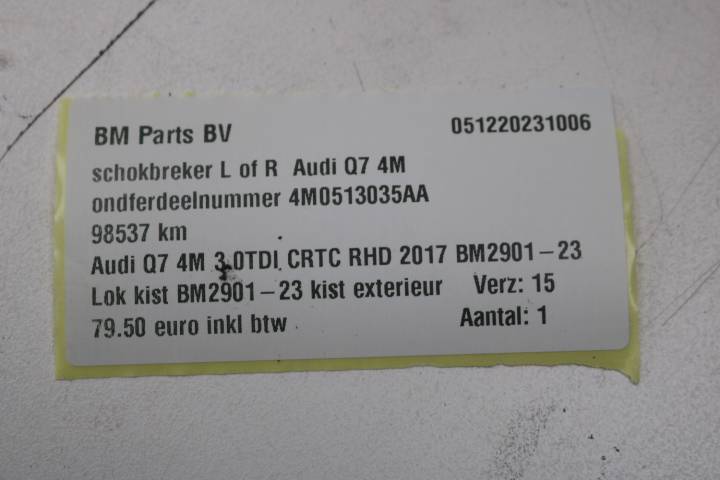 BM Parts BV 051220231006
schokbreker L of R Audi Q7 4M
ondferdeelnummer 4M0513035AA
98537 km
Audi Q7 4M 3.0TDI CRTC RHD 2017 BM2901-23
Lok kist BM2901-23 kist exterieur Verz: 15
79.50 euro inkl btw Aantal: 1